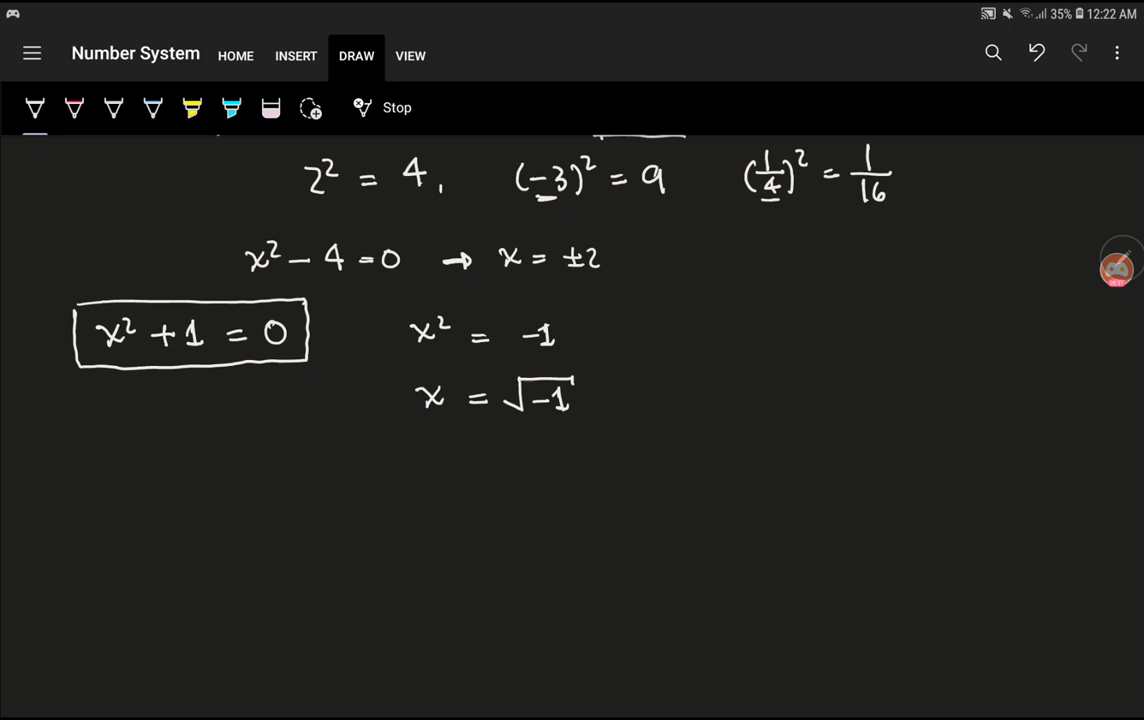 35% 12:22 AM
Number System HOME INSERT DRAW VIEW
Stop
2² = 4, (-3)² = 9 (1/4)² = 1/16
x² - 4 = 0 → x = ±2
x² + 1 = 0 x² = -1
x = √-1